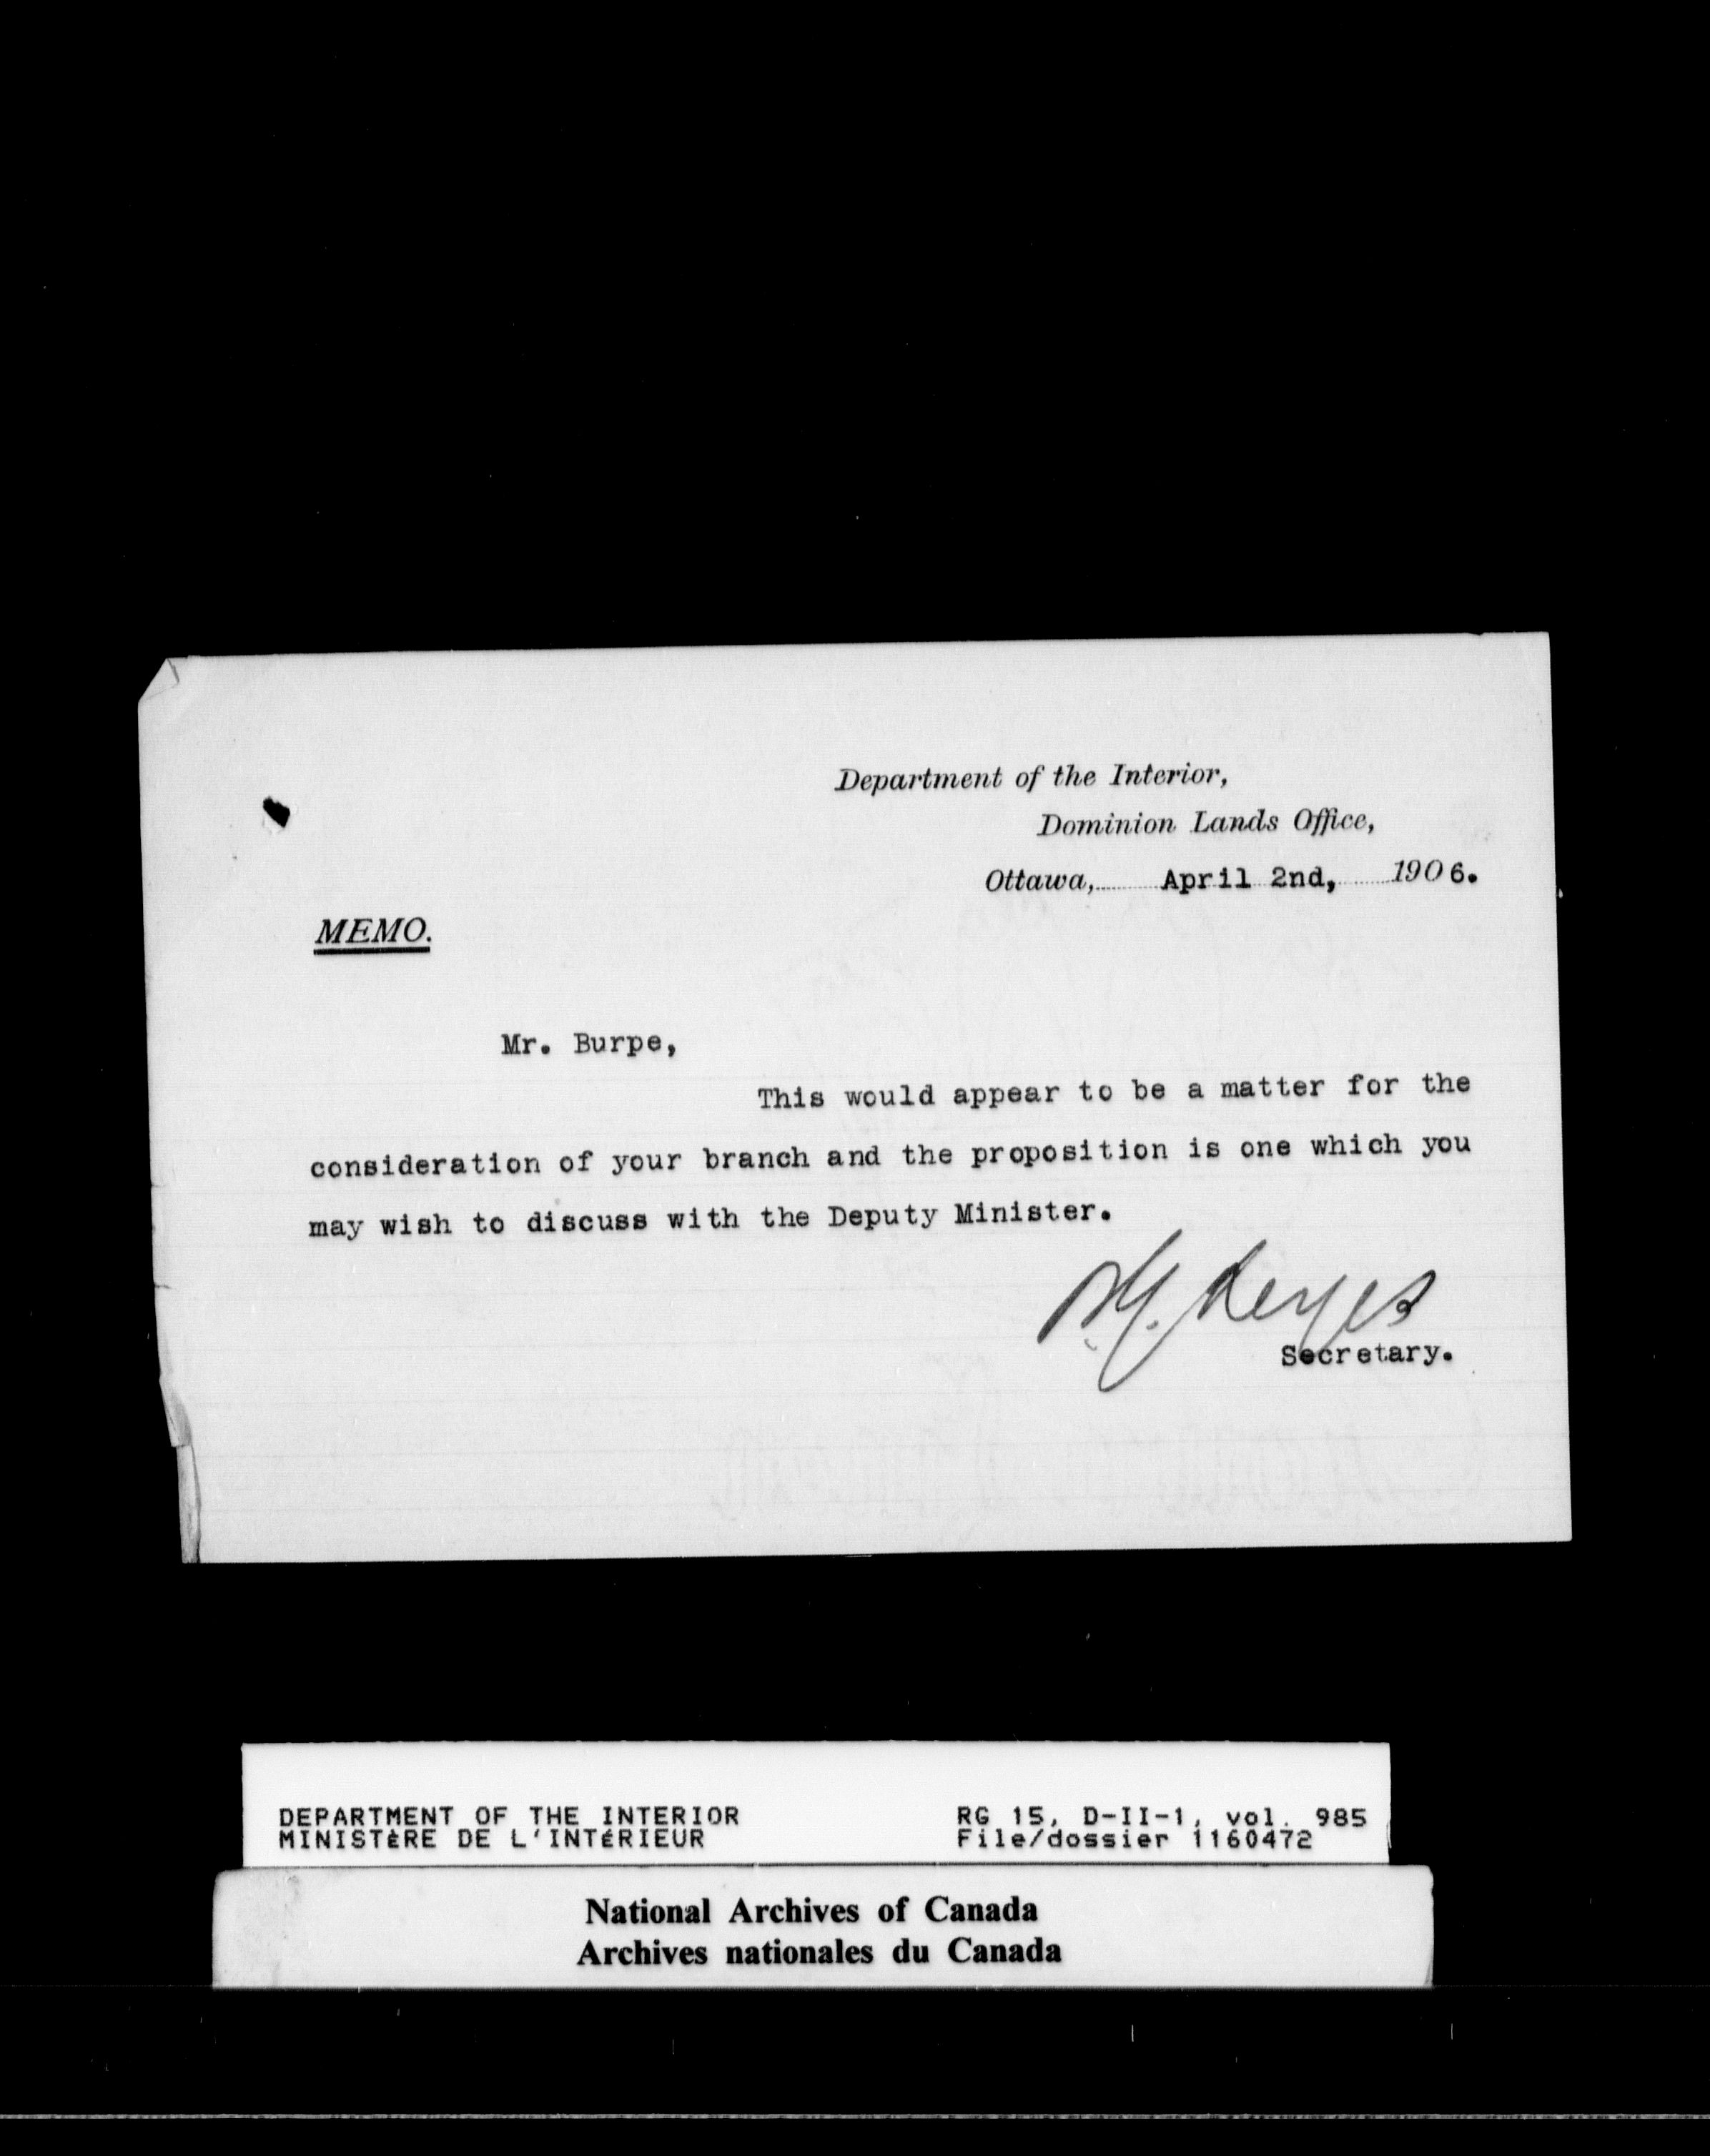 Department of the Interior,
Dominion Lands Office,
Ottawa, April 2nd, 1906.
MEMO.
Mr. Burpe,
This would appear to be a matter for the
consideration of your branch and the proposition is one which you
may wish to discuss with the Deputy Minister.
Keyes
Secretary.
DEPARTMENT OF THE INTERIOR
MINISTÈRE DE L'INTÉRIEUR
RG 15, D-II-1, vol. 985
File/dossier 1160472
National Archives of Canada
Archives nationales du Canada